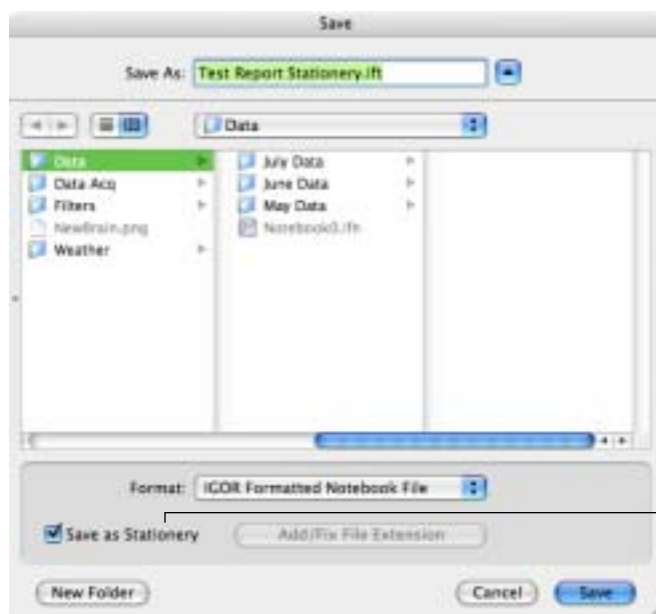 Save
Save As: Test Report Stationery.ift
Data
Data
Data Acq
Filters
NewBrain.png
Weather
July Data
June Data
May Data
Notebook0.ifn
Format: IGOR Formatted Notebook File
Save as Stationery Add/Fix File Extension
New Folder Cancel Save